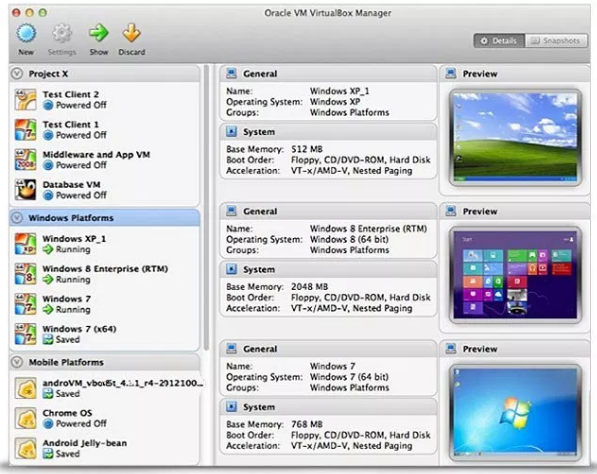 Oracle VM VirtualBox Manager
New
Settings
Show
Discard
Details
Snapshots
Project X
Test Client 2
Powered Off
Test Client 1
Powered Off
Middleware and App VM
Powered Off
Database VM
Powered Off
Windows Platforms
Windows XP_1
Running
Windows 8 Enterprise (RTM)
Running
Windows 7
Running
Windows 7 (x64)
Saved
Mobile Platforms
Saved
Chrome OS
Powered Off
Android Jelly-bean
Saved
General
Name: Windows XP_1
Operating System: Windows XP
Groups: Windows Platforms
System
Base Memory: 512 MB
Boot Order: Floppy, CD/DVD-ROM, Hard Disk
Acceleration: VT-x/AMD-V, Nested Paging
Preview
General
Name: Windows 8 Enterprise (RTM)
Operating System: Windows 8 (64 bit)
Groups: Windows Platforms
System
Base Memory: 2048 MB
Boot Order: Floppy, CD/DVD-ROM, Hard Disk
Acceleration: VT-x/AMD-V, Nested Paging
Preview
Start
General
Name: Windows 7
Operating System: Windows 7 (64 bit)
Groups: Windows Platforms
System
Base Memory: 768 MB
Boot Order: Floppy, CD/DVD-ROM, Hard Disk
Acceleration: VT-x/AMD-V, Nested Paging
Preview